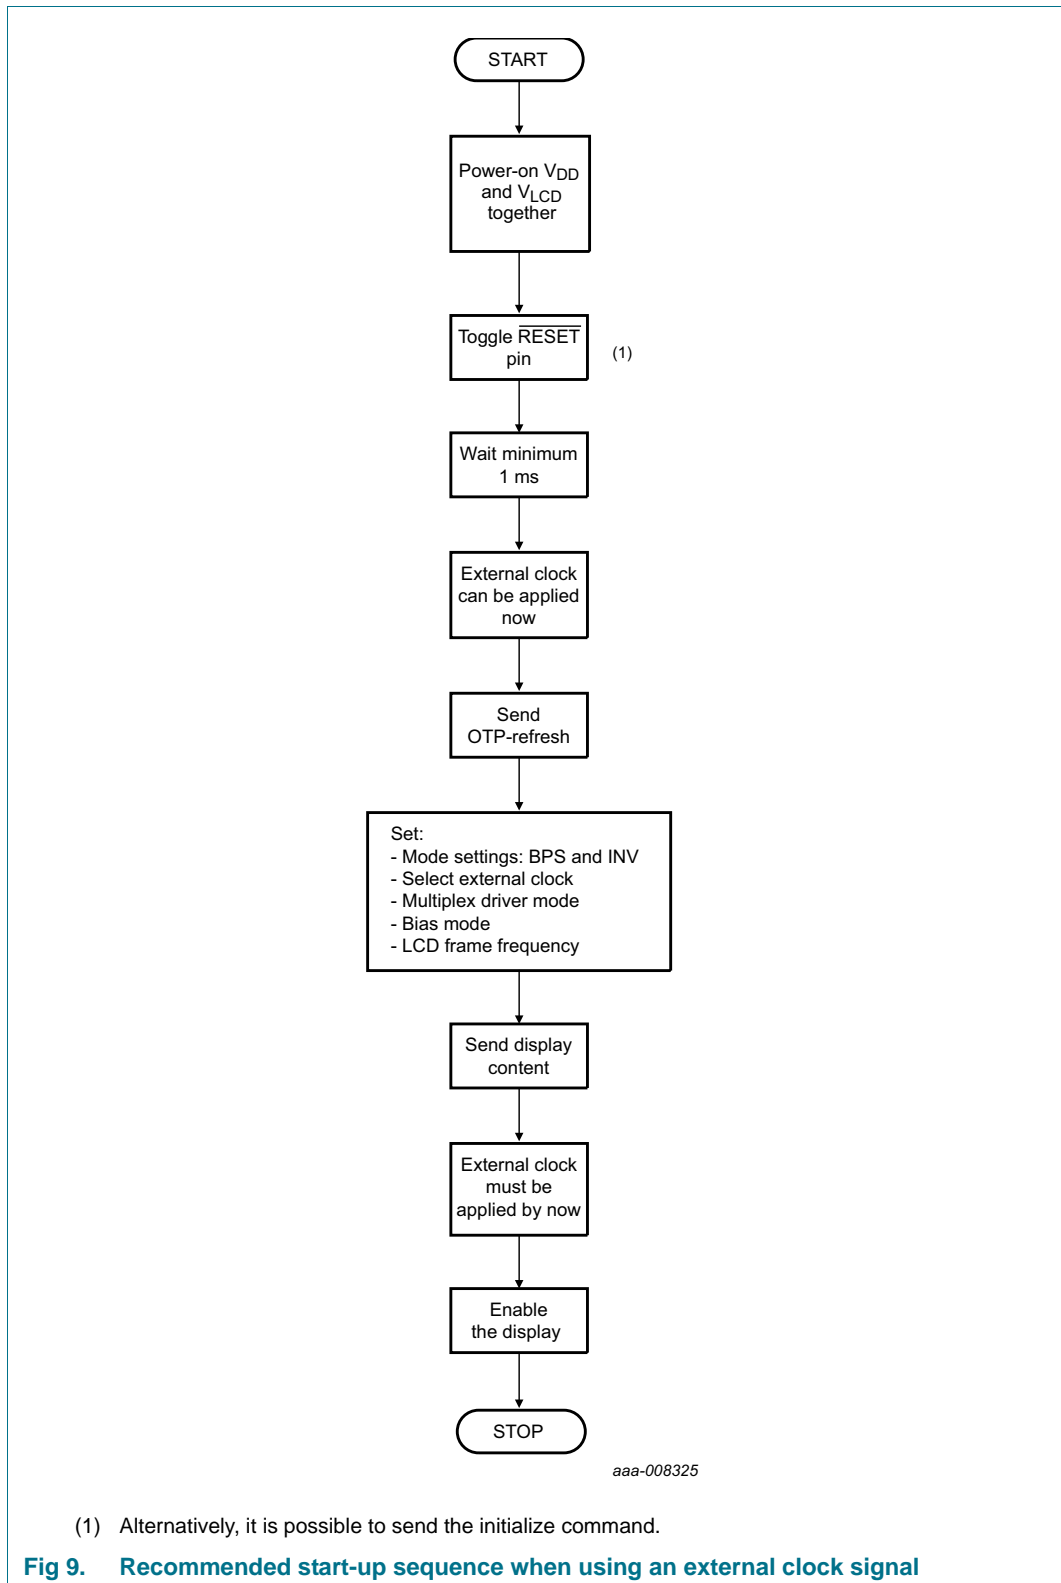 START
Power-on VDD
and VLCD
together
Toggle RESET
pin
(1)
Wait minimum
1 ms
External clock
can be applied
now
Send
OTP-refresh
Set:
- Mode settings: BPS and INV
- Select external clock
- Multiplex driver mode
- Bias mode
- LCD frame frequency
Send display
content
External clock
must be
applied by now
Enable
the display
STOP
aaa-008325
(1) Alternatively, it is possible to send the initialize command.
Fig 9. Recommended start-up sequence when using an external clock signal